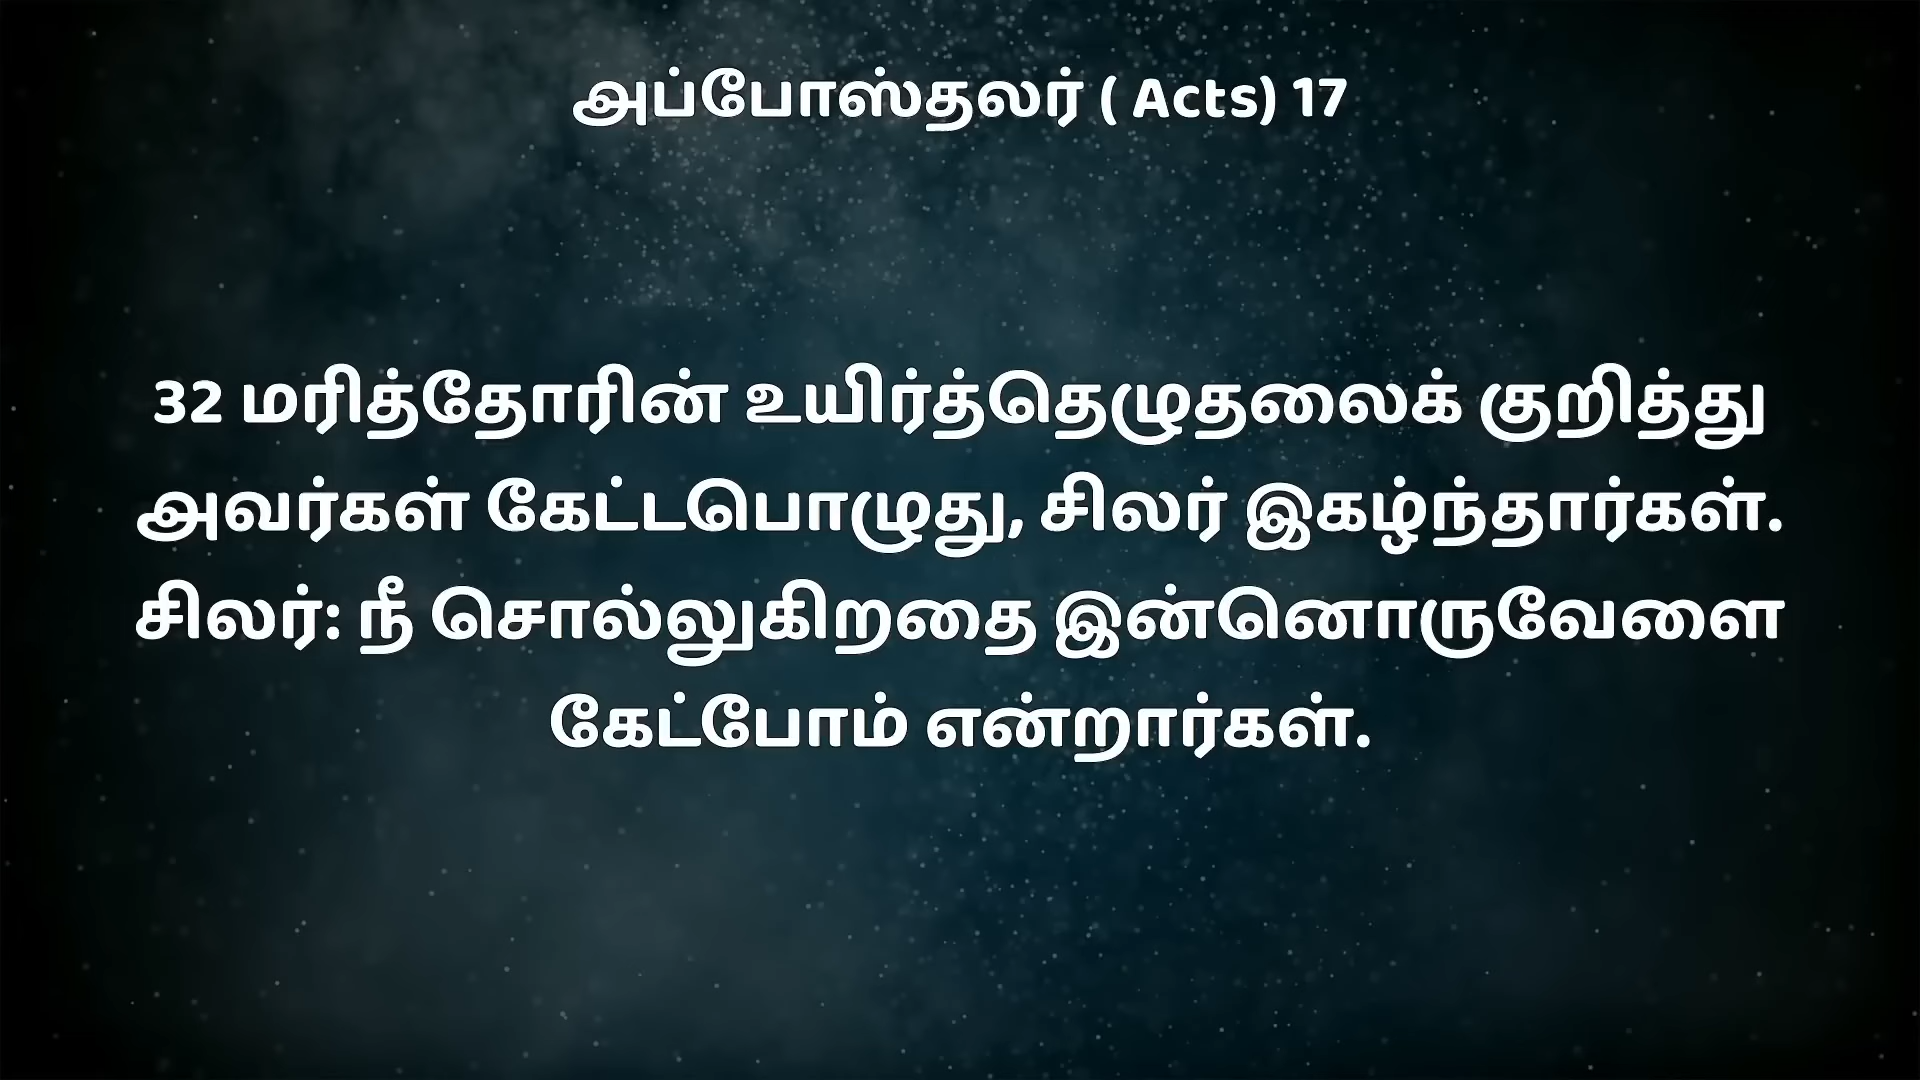 அப்போஸ்தலர் ( Acts) 17
32 மரித்தோரின் உயிர்த்தெழுதலைக் குறித்து
அவர்கள் கேட்டபொழுது, சிலர் இகழ்ந்தார்கள்.
சிலர்: நீ சொல்லுகிறதை இன்னொருவேளை
கேட்போம் என்றார்கள்.